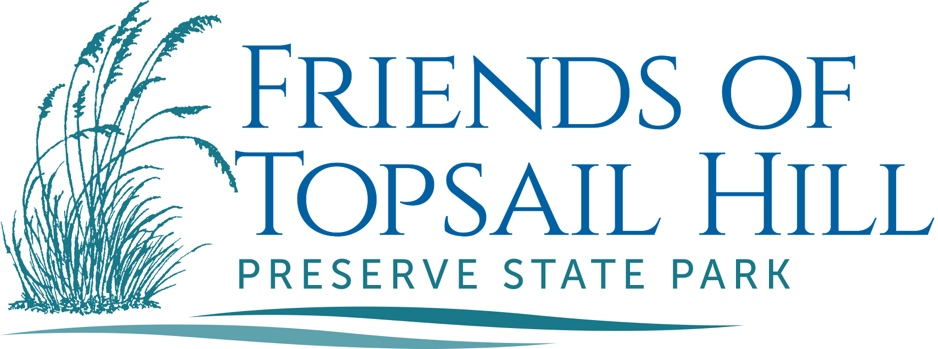 FRIENDS OF
TOPSAIL HILL
PRESERVE STATE PARK